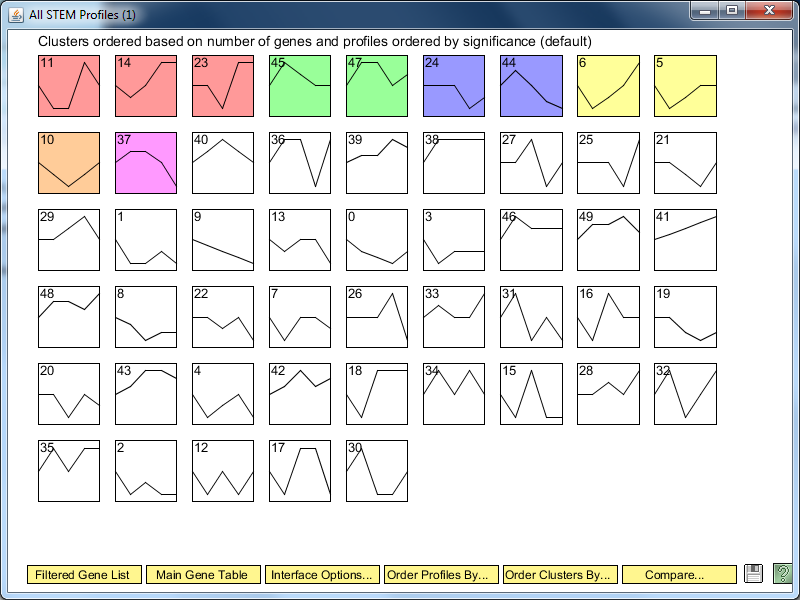 All STEM Profiles (1)
Clusters ordered based on number of genes and profiles ordered by significance (default)
11 14 23 45 47 24 44 6 5
10 37 40 36 39 38 27 25 21
29 1 9 13 0 3 46 49 41
48 8 22 7 26 33 31 16 19
20 43 4 42 18 34 15 28 32
35 2 12 17 30
Filtered Gene List Main Gene Table Interface Options... Order Profiles By... Order Clusters By... Compare... ?